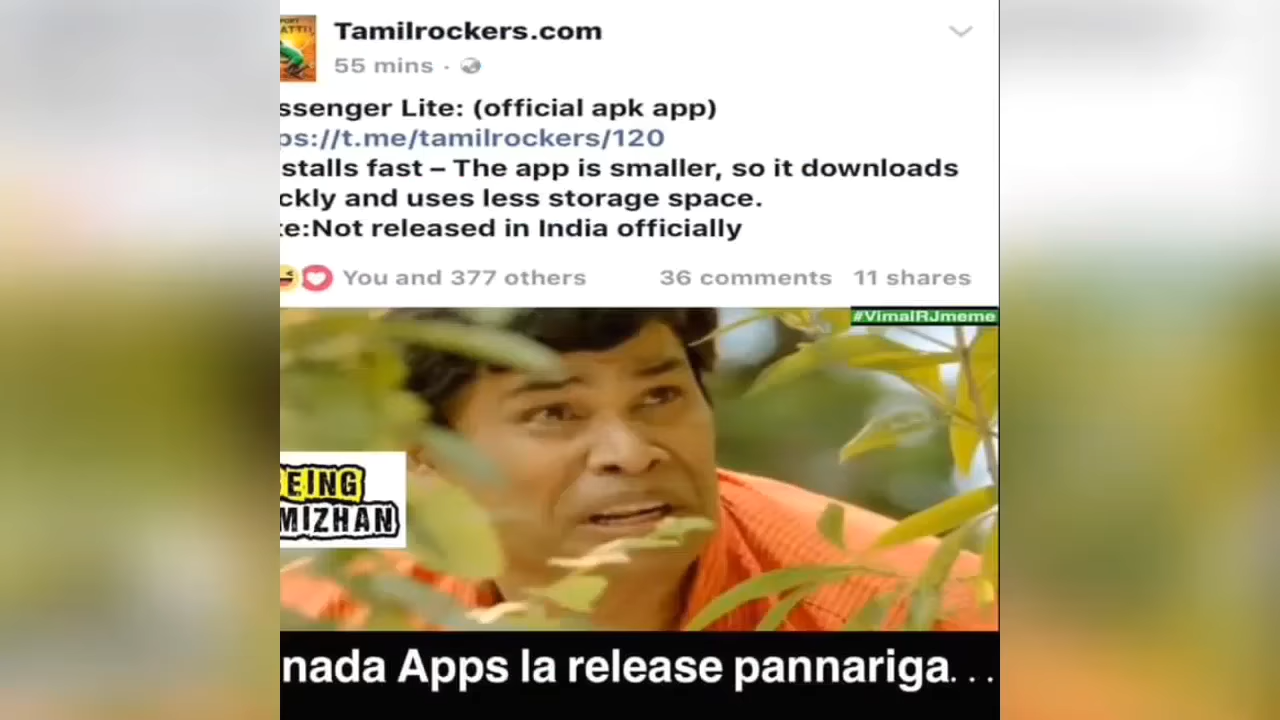 PORT
ATTU
Tamilrockers.com
55 mins ·
ssenger Lite: (official apk app)
ps://t.me/tamilrockers/120
stalls fast – The app is smaller, so it downloads
ckly and uses less storage space.
te:Not released in India officially
You and 377 others 36 comments 11 shares
#VimalRJmeme
EING
MIZHAN
nada Apps la release pannariga. . .